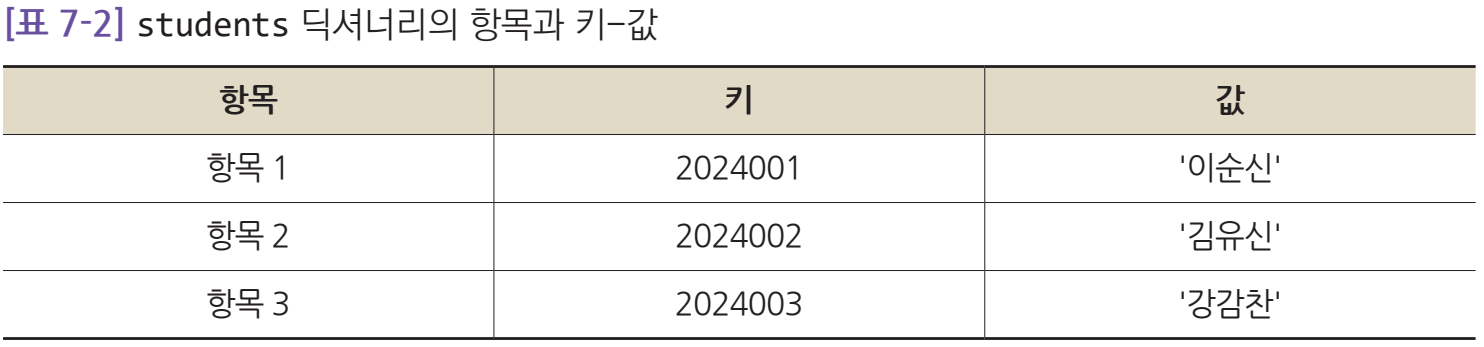 [표 7-2] students 딕셔너리의 항목과 키-값
항목 키 값
항목 1 2024001 '이순신'
항목 2 2024002 '김유신'
항목 3 2024003 '강감찬'